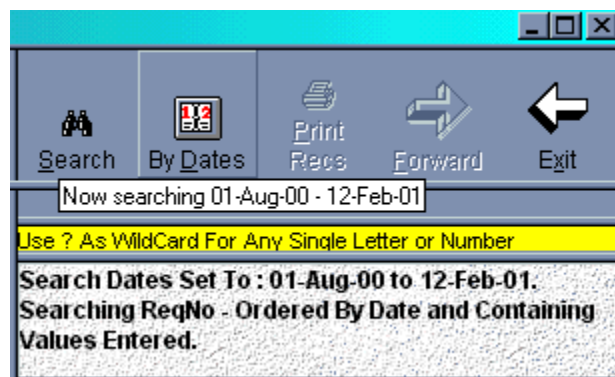 Search
By Dates
Print
Recs
Forward
Exit
Now searching 01-Aug-00 - 12-Feb-01
Use ? As WildCard For Any Single Letter or Number
Search Dates Set To : 01-Aug-00 to 12-Feb-01.
Searching ReqNo - Ordered By Date and Containing
Values Entered.